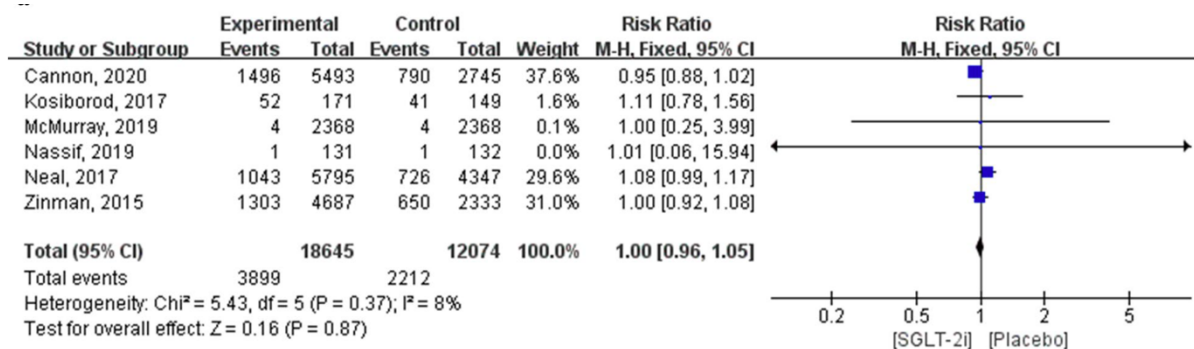 Experimental Control Risk Ratio Risk Ratio
Study or Subgroup Events Total Events Total Weight M-H, Fixed, 95% CI M-H, Fixed, 95% CI
Cannon, 2020 1496 5493 790 2745 37.6% 0.95 [0.88, 1.02]
Kosiborod, 2017 52 171 41 149 1.6% 1.11 [0.78, 1.56]
McMurray, 2019 4 2368 4 2368 0.1% 1.00 [0.25, 3.99]
Nassif, 2019 1 131 1 132 0.0% 1.01 [0.06, 15.94]
Neal, 2017 1043 5795 726 4347 29.6% 1.08 [0.99, 1.17]
Zinman, 2015 1303 4687 650 2333 31.0% 1.00 [0.92, 1.08]
Total (95% CI) 18645 12074 100.0% 1.00 [0.96, 1.05]
Total events 3899 2212
Heterogeneity: Chi² = 5.43, df = 5 (P = 0.37); I² = 8%
Test for overall effect: Z = 0.16 (P = 0.87)
0.2 0.5 1 2 5
[SGLT-2i] [Placebo]